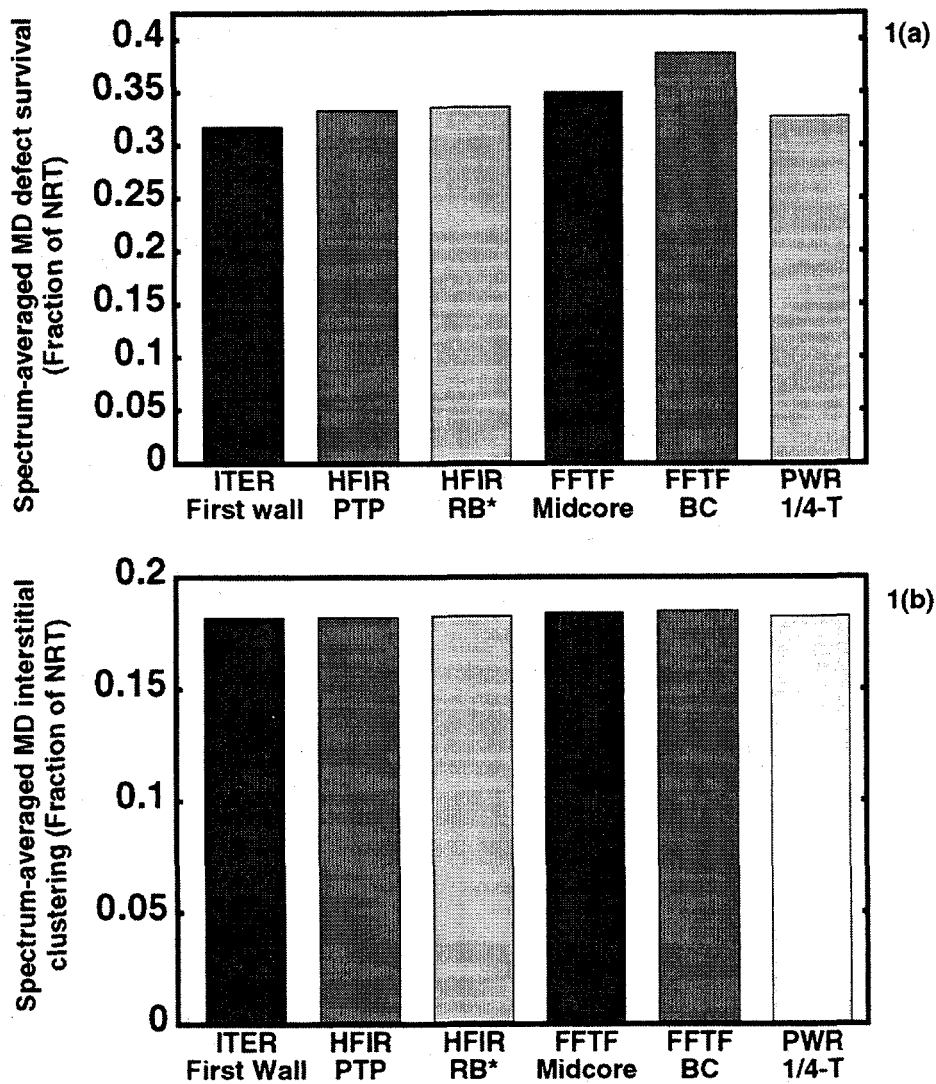 1(a)
Spectrum-averaged MD defect survival
(Fraction of NRT)
0.4
0.35
0.3
0.25
0.2
0.15
0.1
0.05
0
ITER HFIR HFIR FFTF FFTF PWR
First wall PTP RB* Midcore BC 1/4-T
1(b)
Spectrum-averaged MD interstitial
clustering (Fraction of NRT)
0.2
0.15
0.1
0.05
0
ITER HFIR HFIR FFTF FFTF PWR
First Wall PTP RB* Midcore BC 1/4-T